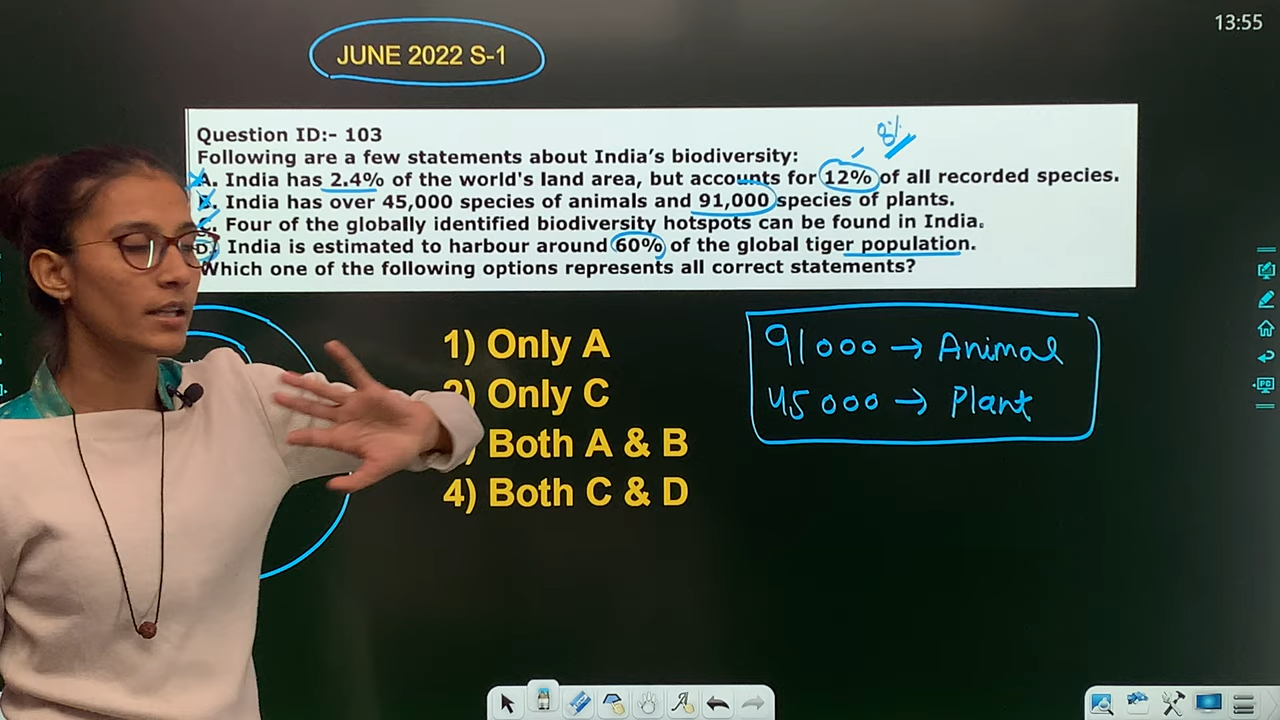 13:55
JUNE 2022 S-1
8%
Question ID:- 103
Following are a few statements about India's biodiversity:
A. India has 2.4% of the world's land area, but accounts for 12% of all recorded species.
B. India has over 45,000 species of animals and 91,000 species of plants.
C. Four of the globally identified biodiversity hotspots can be found in India.
D. India is estimated to harbour around 60% of the global tiger population.
Which one of the following options represents all correct statements?
1) Only A
2) Only C
3) Both A & B
4) Both C & D
91000 → Animal
45000 → Plant